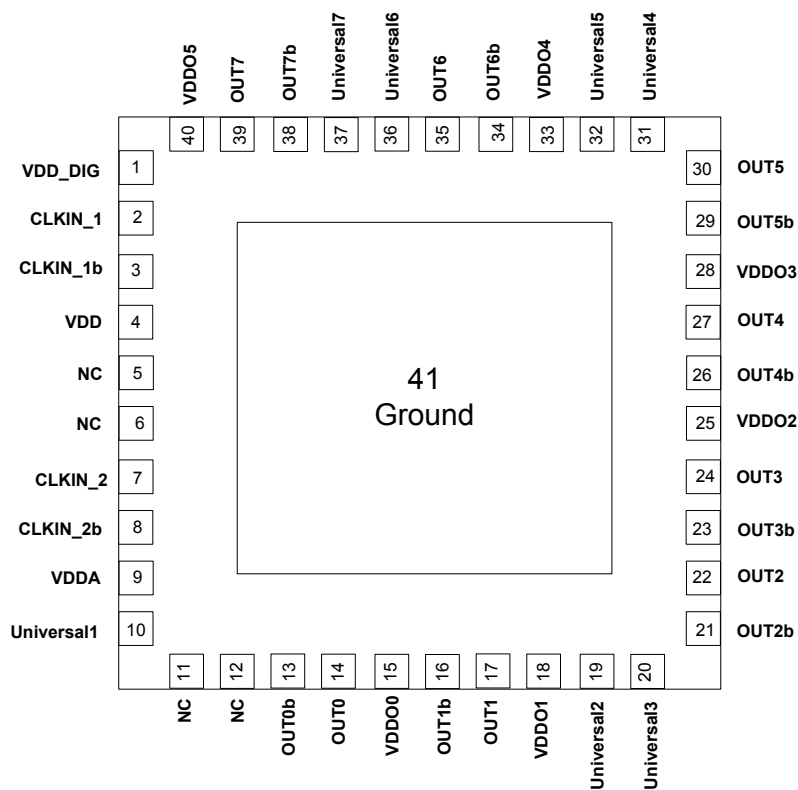 VDDO5
OUT7
OUT7b
Universal7
Universal6
OUT6
OUT6b
VDDO4
Universal5
Universal4
40
39
38
37
36
35
34
33
32
31
VDD_DIG 1
CLKIN_1 2
CLKIN_1b 3
VDD 4
NC 5
NC 6
CLKIN_2 7
CLKIN_2b 8
VDDA 9
Universal1 10
41
Ground
30 OUT5
29 OUT5b
28 VDDO3
27 OUT4
26 OUT4b
25 VDDO2
24 OUT3
23 OUT3b
22 OUT2
21 OUT2b
11
12
13
14
15
16
17
18
19
20
NC
NC
OUT0b
OUT0
VDDO0
OUT1b
OUT1
VDDO1
Universal2
Universal3